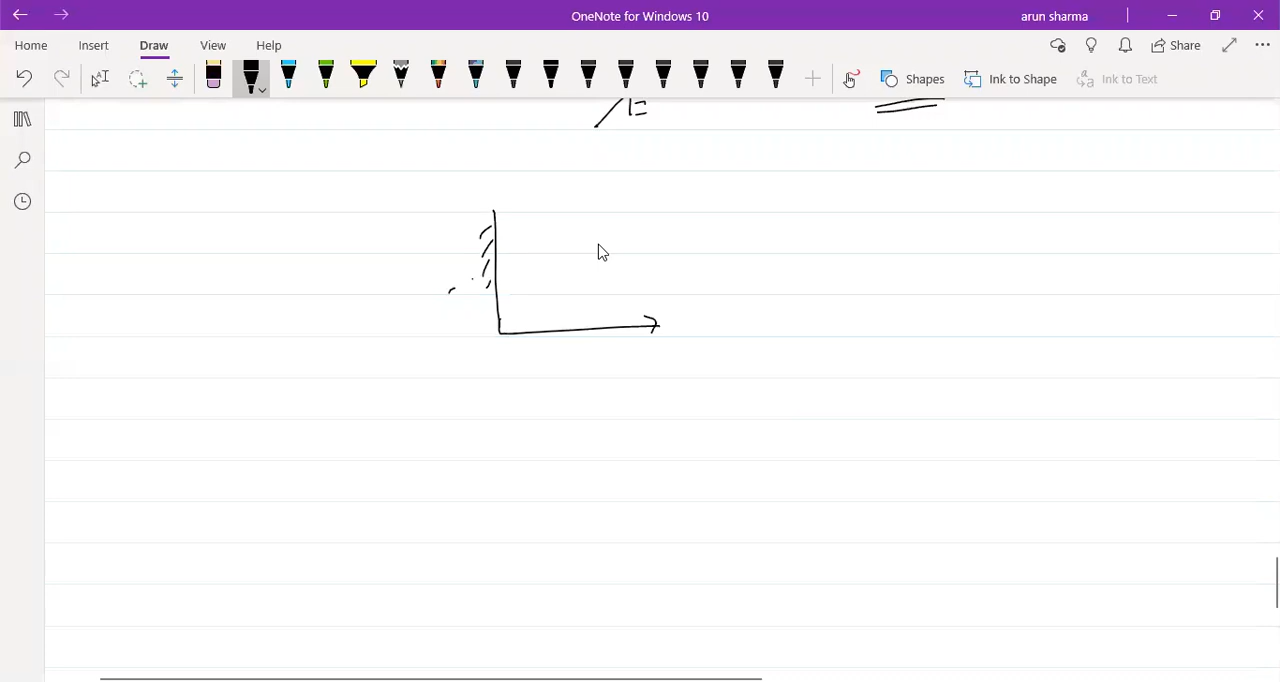 OneNote for Windows 10
arun sharma
Home Insert Draw View Help
Share
Shapes
Ink to Shape
Ink to Text